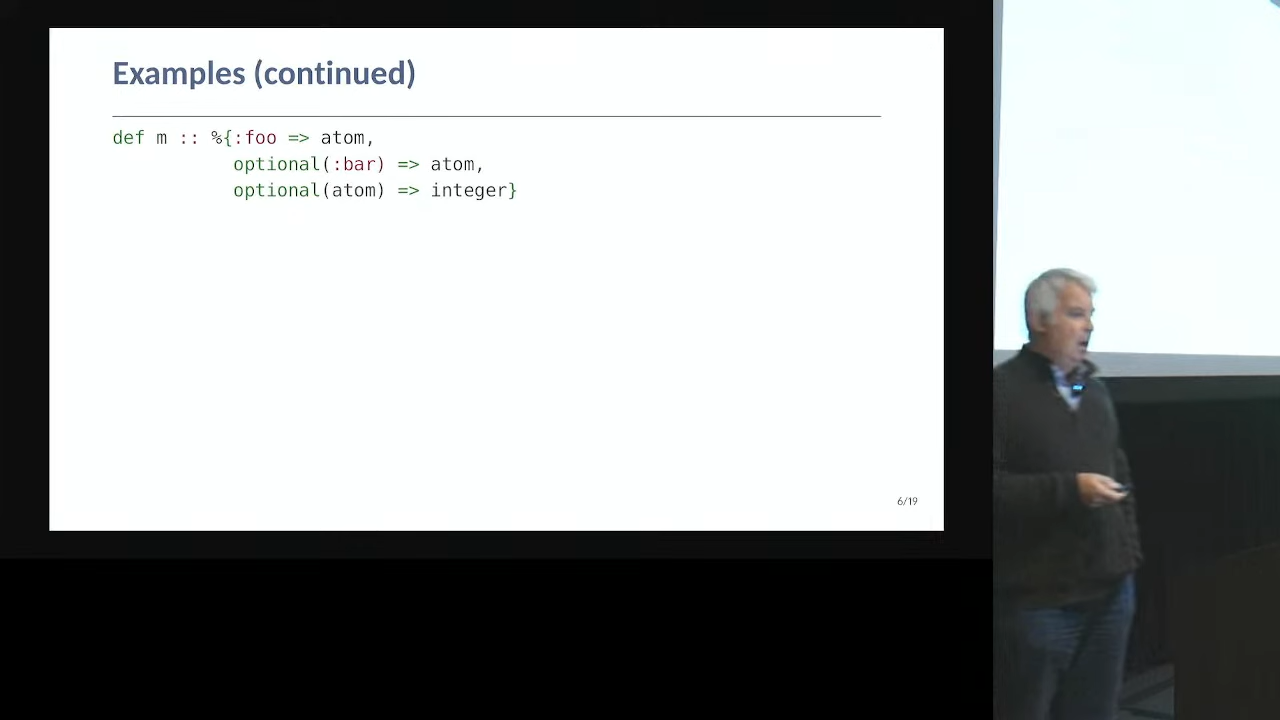 Examples (continued)
def m :: %{:foo => atom,
optional(:bar) => atom,
optional(atom) => integer}
6/19